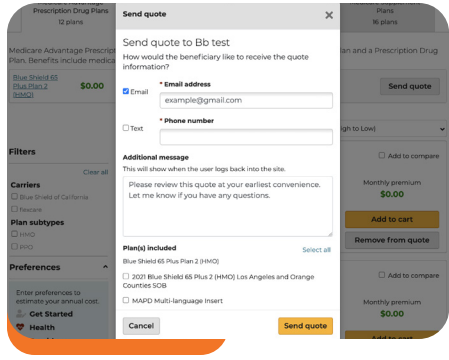 Prescription Drug Plans
12 plans
Plans
16 plans
Medicare Advantage Prescript
Plan. Benefits include medica
an and a Prescription Drug
Blue Shield 65
Plus Plan 2
(HMO)
$0.00
Send quote
gh to Low)
Filters
Clear all
Carriers
Blue Shield of California
Nexcare
Plan subtypes
HMO
PPO
Preferences
Enter preferences to
estimate your annual cost.
Get Started
Health
Send quote
×
Send quote to Bb test
How would the beneficiary like to receive the quote
information?
Email
* Email address
example@gmail.com
Text
* Phone number
Additional message
This will show when the user logs back into the site.
Please review this quote at your earliest convenience.
Let me know if you have any questions.
Plan(s) included
Select all
Blue Shield 65 Plus Plan 2 (HMO)
2021 Blue Shield 65 Plus 2 (HMO) Los Angeles and Orange
Counties SOB
MAPD Multi-language Insert
Cancel
Send quote
Add to compare
Monthly premium
$0.00
Add to cart
Remove from quote
Add to compare
Monthly premium
$0.00